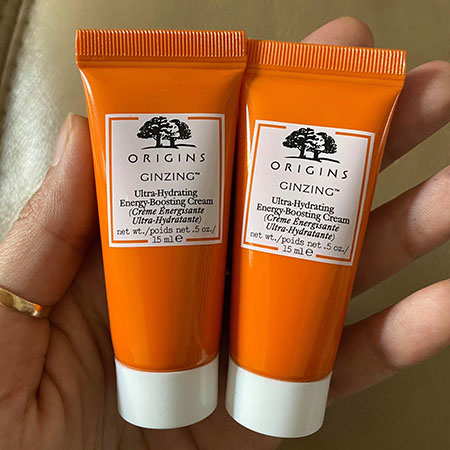 ORIGINS
GINZING™
Ultra-Hydrating
Energy-Boosting Cream
(Crème Énergisante
Ultra-Hydratante)
net wt./poids net .5 oz./
15 ml e
ORIGINS
GINZING™
Ultra-Hydrating
Energy-Boosting Cream
(Crème Énergisante
Ultra-Hydratante)
net wt./poids net .5 oz./
15 ml e